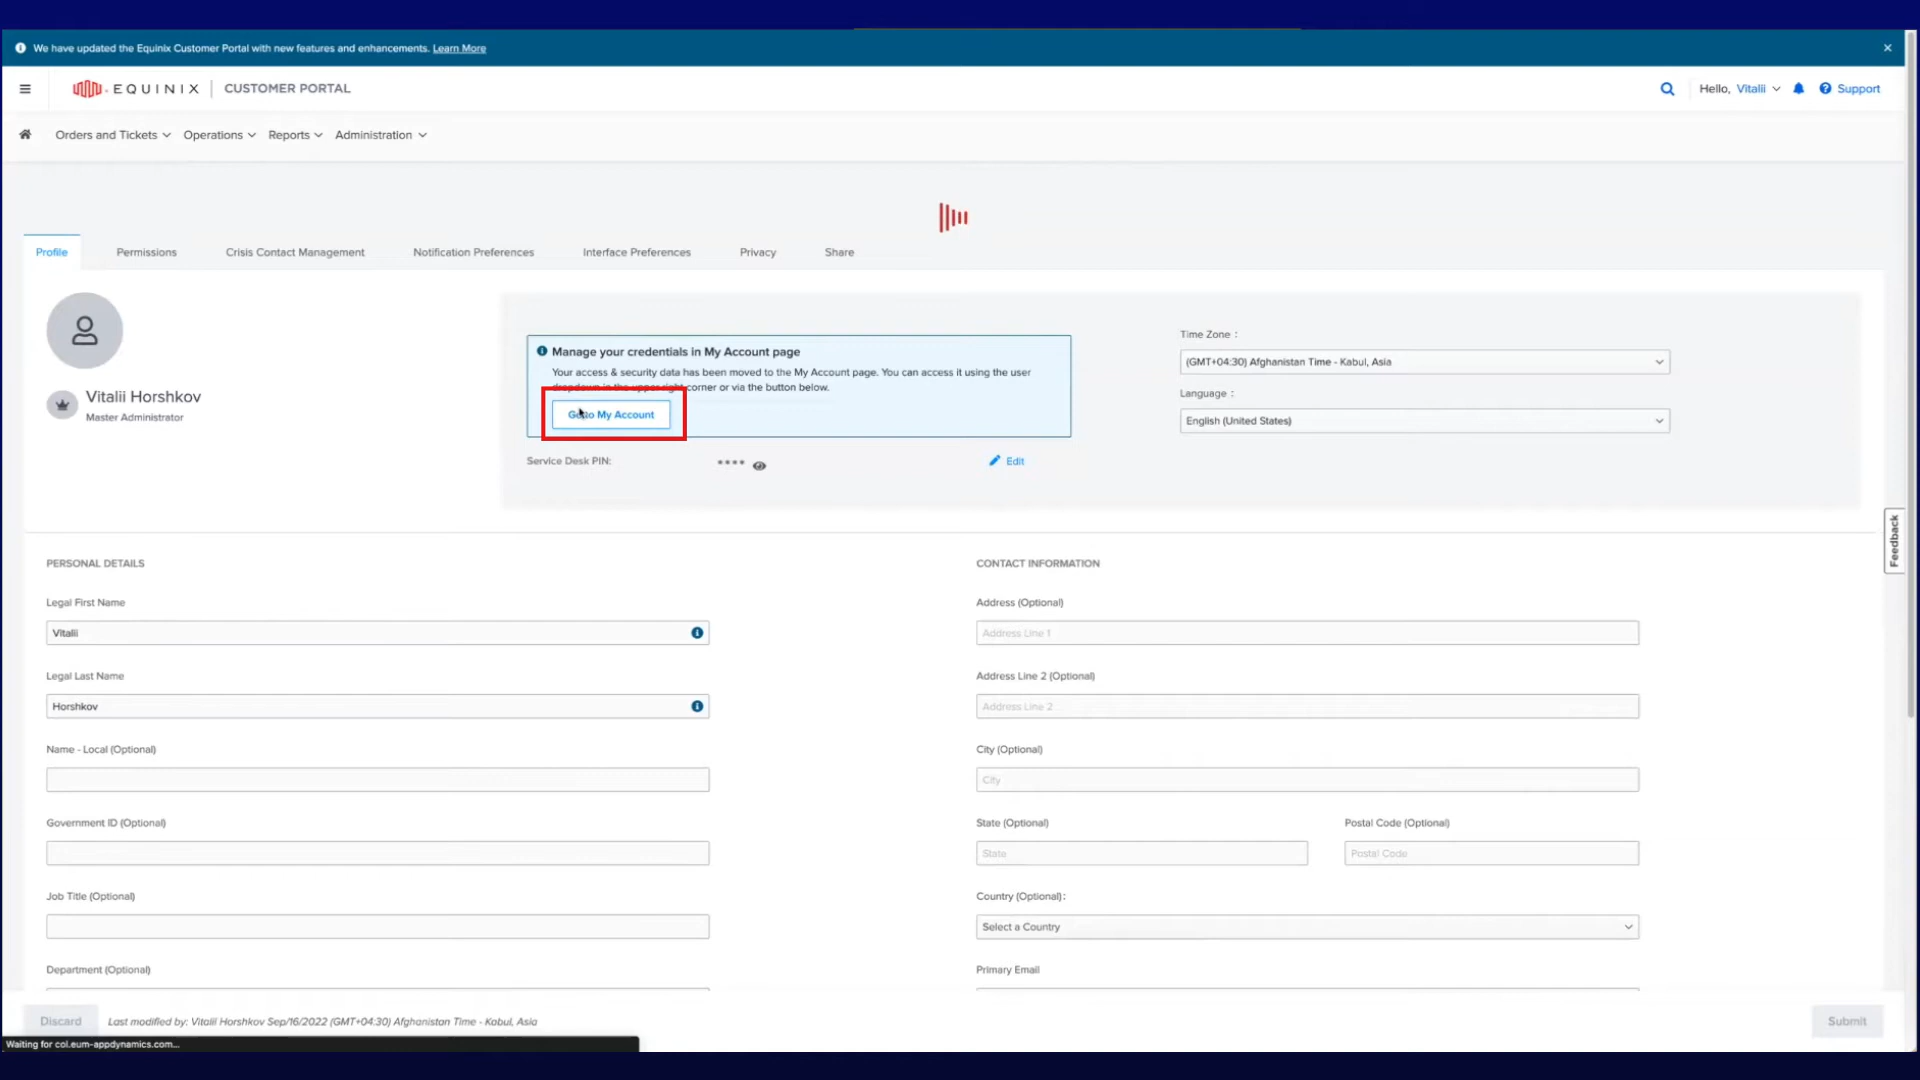 We have updated the Equinix Customer Portal with new features and enhancements. Learn More
EQUINIX CUSTOMER PORTAL
Hello, Vitalii
Support
Orders and Tickets
Operations
Reports
Administration
Profile
Permissions
Crisis Contact Management
Notification Preferences
Interface Preferences
Privacy
Share
Vitalii Horshkov
Master Administrator
Manage your credentials in My Account page
Your access & security data has been moved to the My Account page. You can access it using the user
dropdown in the upper right corner or via the button below.
Go to My Account
Service Desk PIN:
****
Edit
Time Zone :
(GMT+04:30) Afghanistan Time - Kabul, Asia
Language :
English (United States)
Feedback
PERSONAL DETAILS
Legal First Name
Vitalii
Legal Last Name
Horshkov
Name - Local (Optional)
Government ID (Optional)
Job Title (Optional)
Department (Optional)
CONTACT INFORMATION
Address (Optional)
Address Line 1
Address Line 2 (Optional)
Address Line 2
City (Optional)
City
State (Optional)
State
Postal Code (Optional)
Postal Code
Country (Optional):
Select a Country
Primary Email
Discard
Last modified by: Vitalii Horshkov Sep/16/2022 (GMT+04:30) Afghanistan Time - Kabul, Asia
Submit
Waiting for col.eum-appdynamics.com...